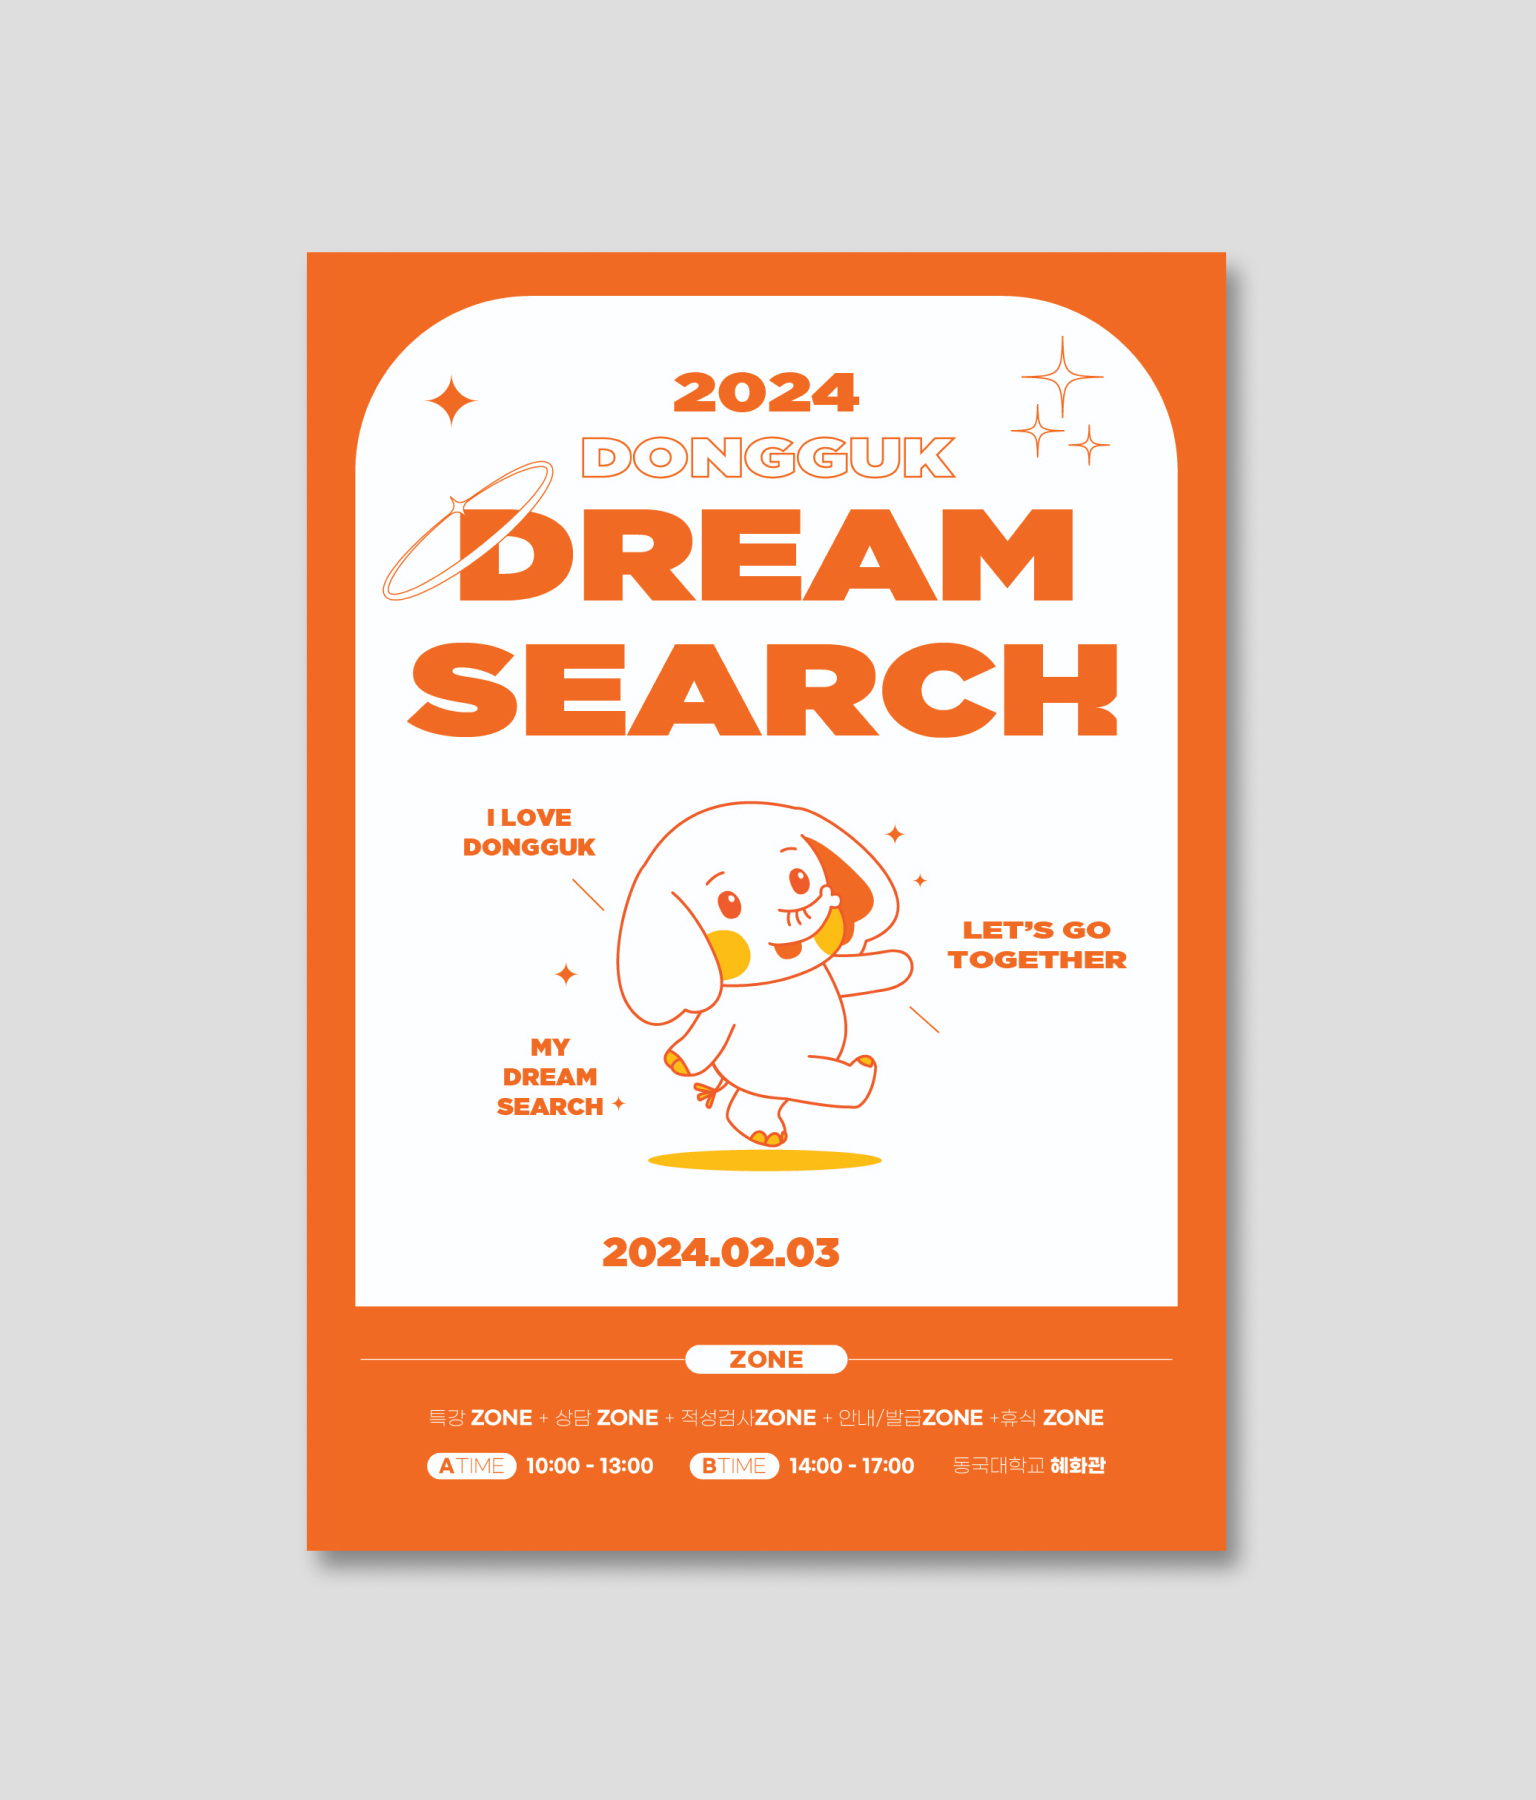 2024
DONGGUK
DREAM
SEARCH
I LOVE
DONGGUK
LET'S GO
TOGETHER
MY
DREAM
SEARCH
2024.02.03
ZONE
특강 ZONE + 상담 ZONE + 적성검사ZONE + 안내/발급ZONE +휴식 ZONE
ATIME 10:00 - 13:00 BTIME 14:00 - 17:00 동국대학교 혜화관